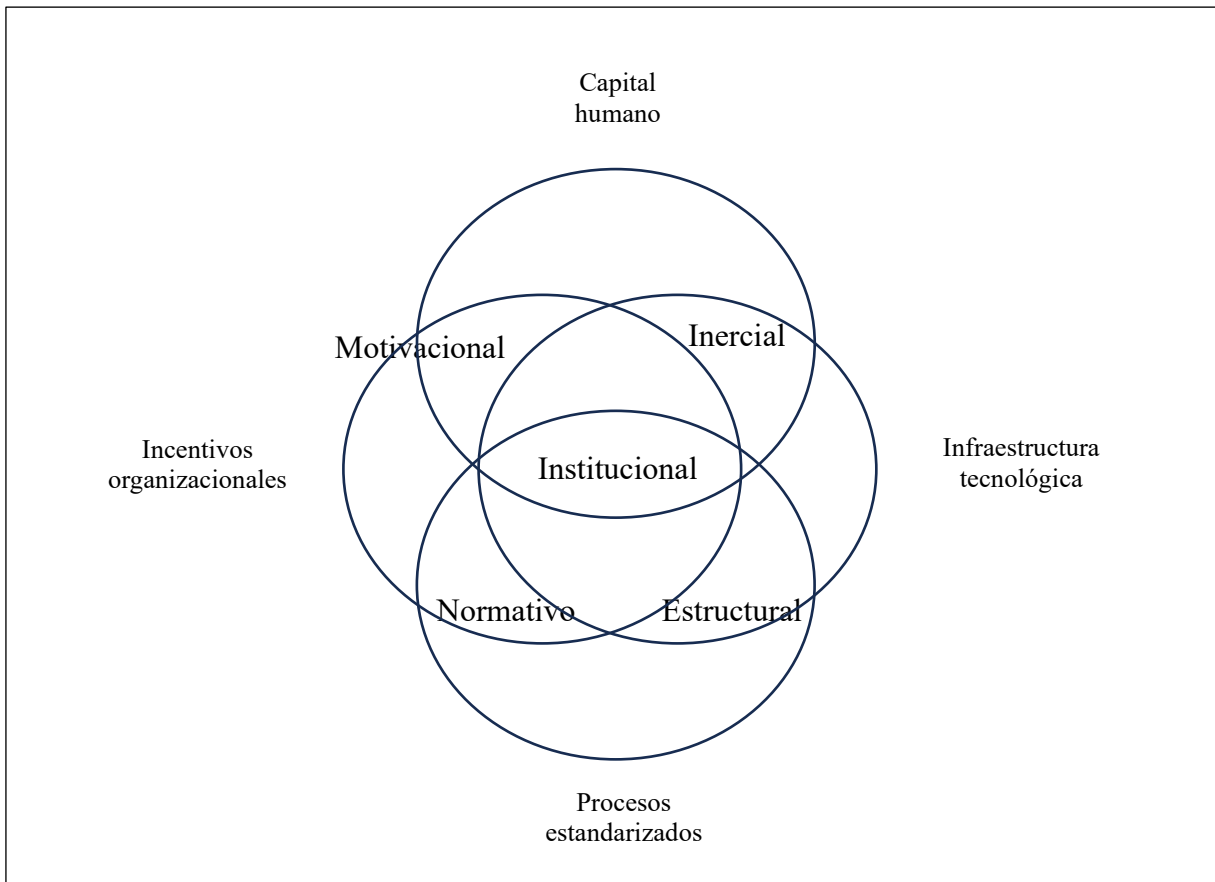 Capital
humano
Motivacional
Inercial
Incentivos
organizacionales
Institucional
Infraestructura
tecnológica
Normativo
Estructural
Procesos
estandarizados